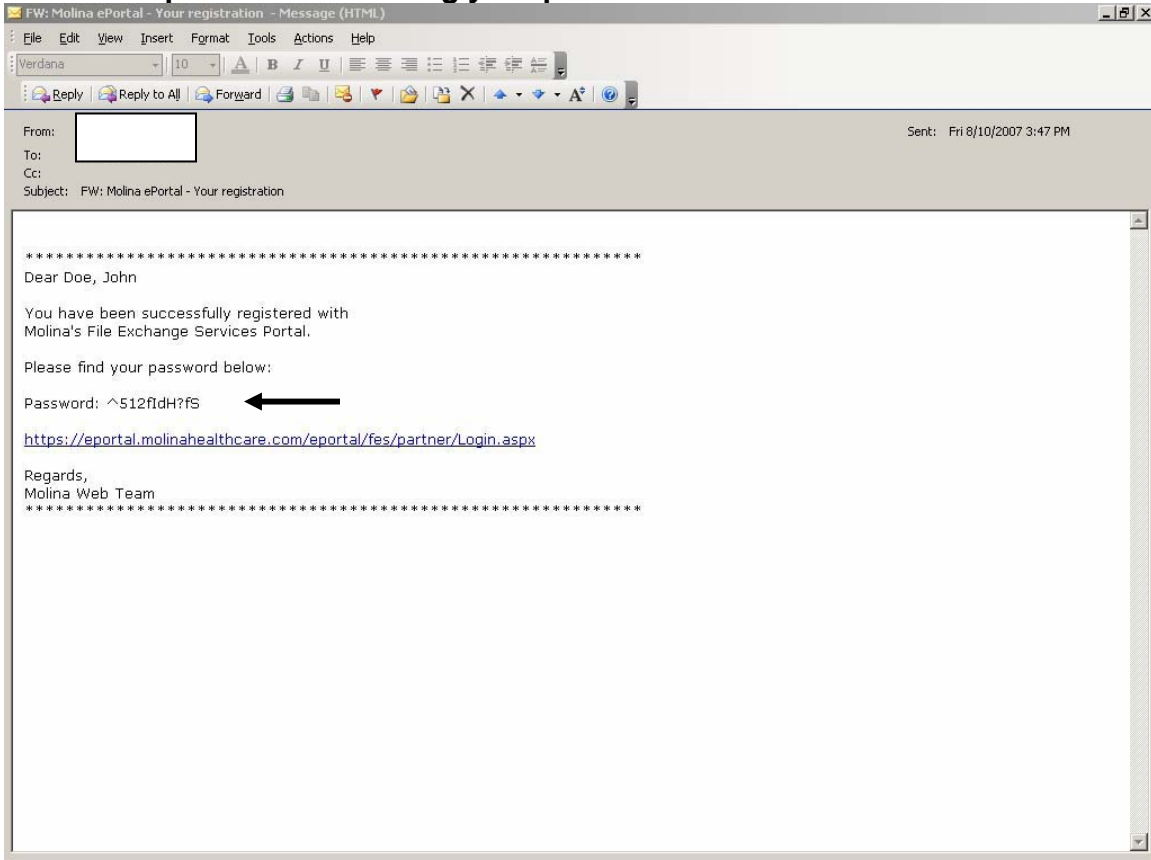 FW: Molina ePortal - Your registration - Message (HTML)
File Edit View Insert Format Tools Actions Help
Verdana 10 A B I U
Reply Reply to All Forward
From: Sent: Fri 8/10/2007 3:47 PM
To:
Cc:
Subject: FW: Molina ePortal - Your registration
*************************************************************
Dear Doe, John
You have been successfully registered with
Molina's File Exchange Services Portal.
Please find your password below:
Password: ^512fIdH?fS
https://eportal.molinahealthcare.com/eportal/fes/partner/Login.aspx
Regards,
Molina Web Team
*************************************************************